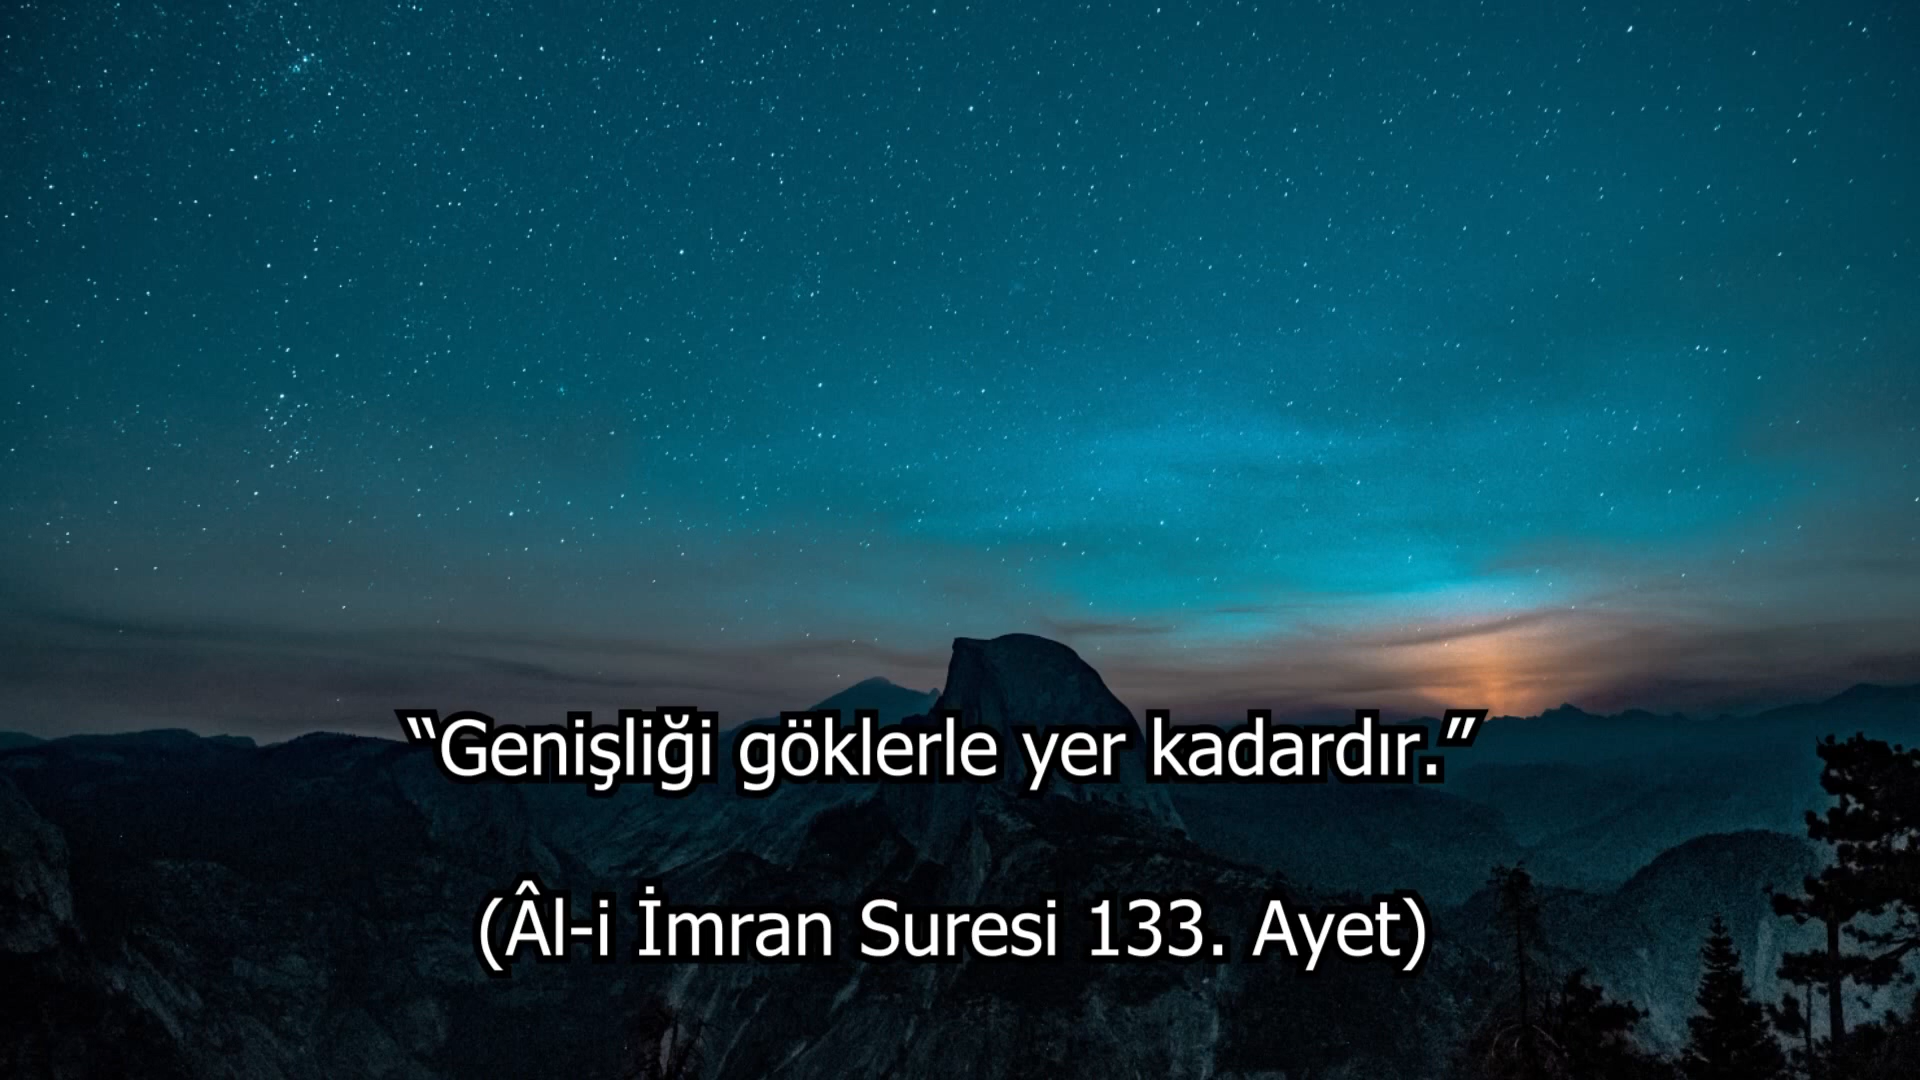 “Genişliği göklerle yer kadardır.”
(Âl-i İmran Suresi 133. Ayet)